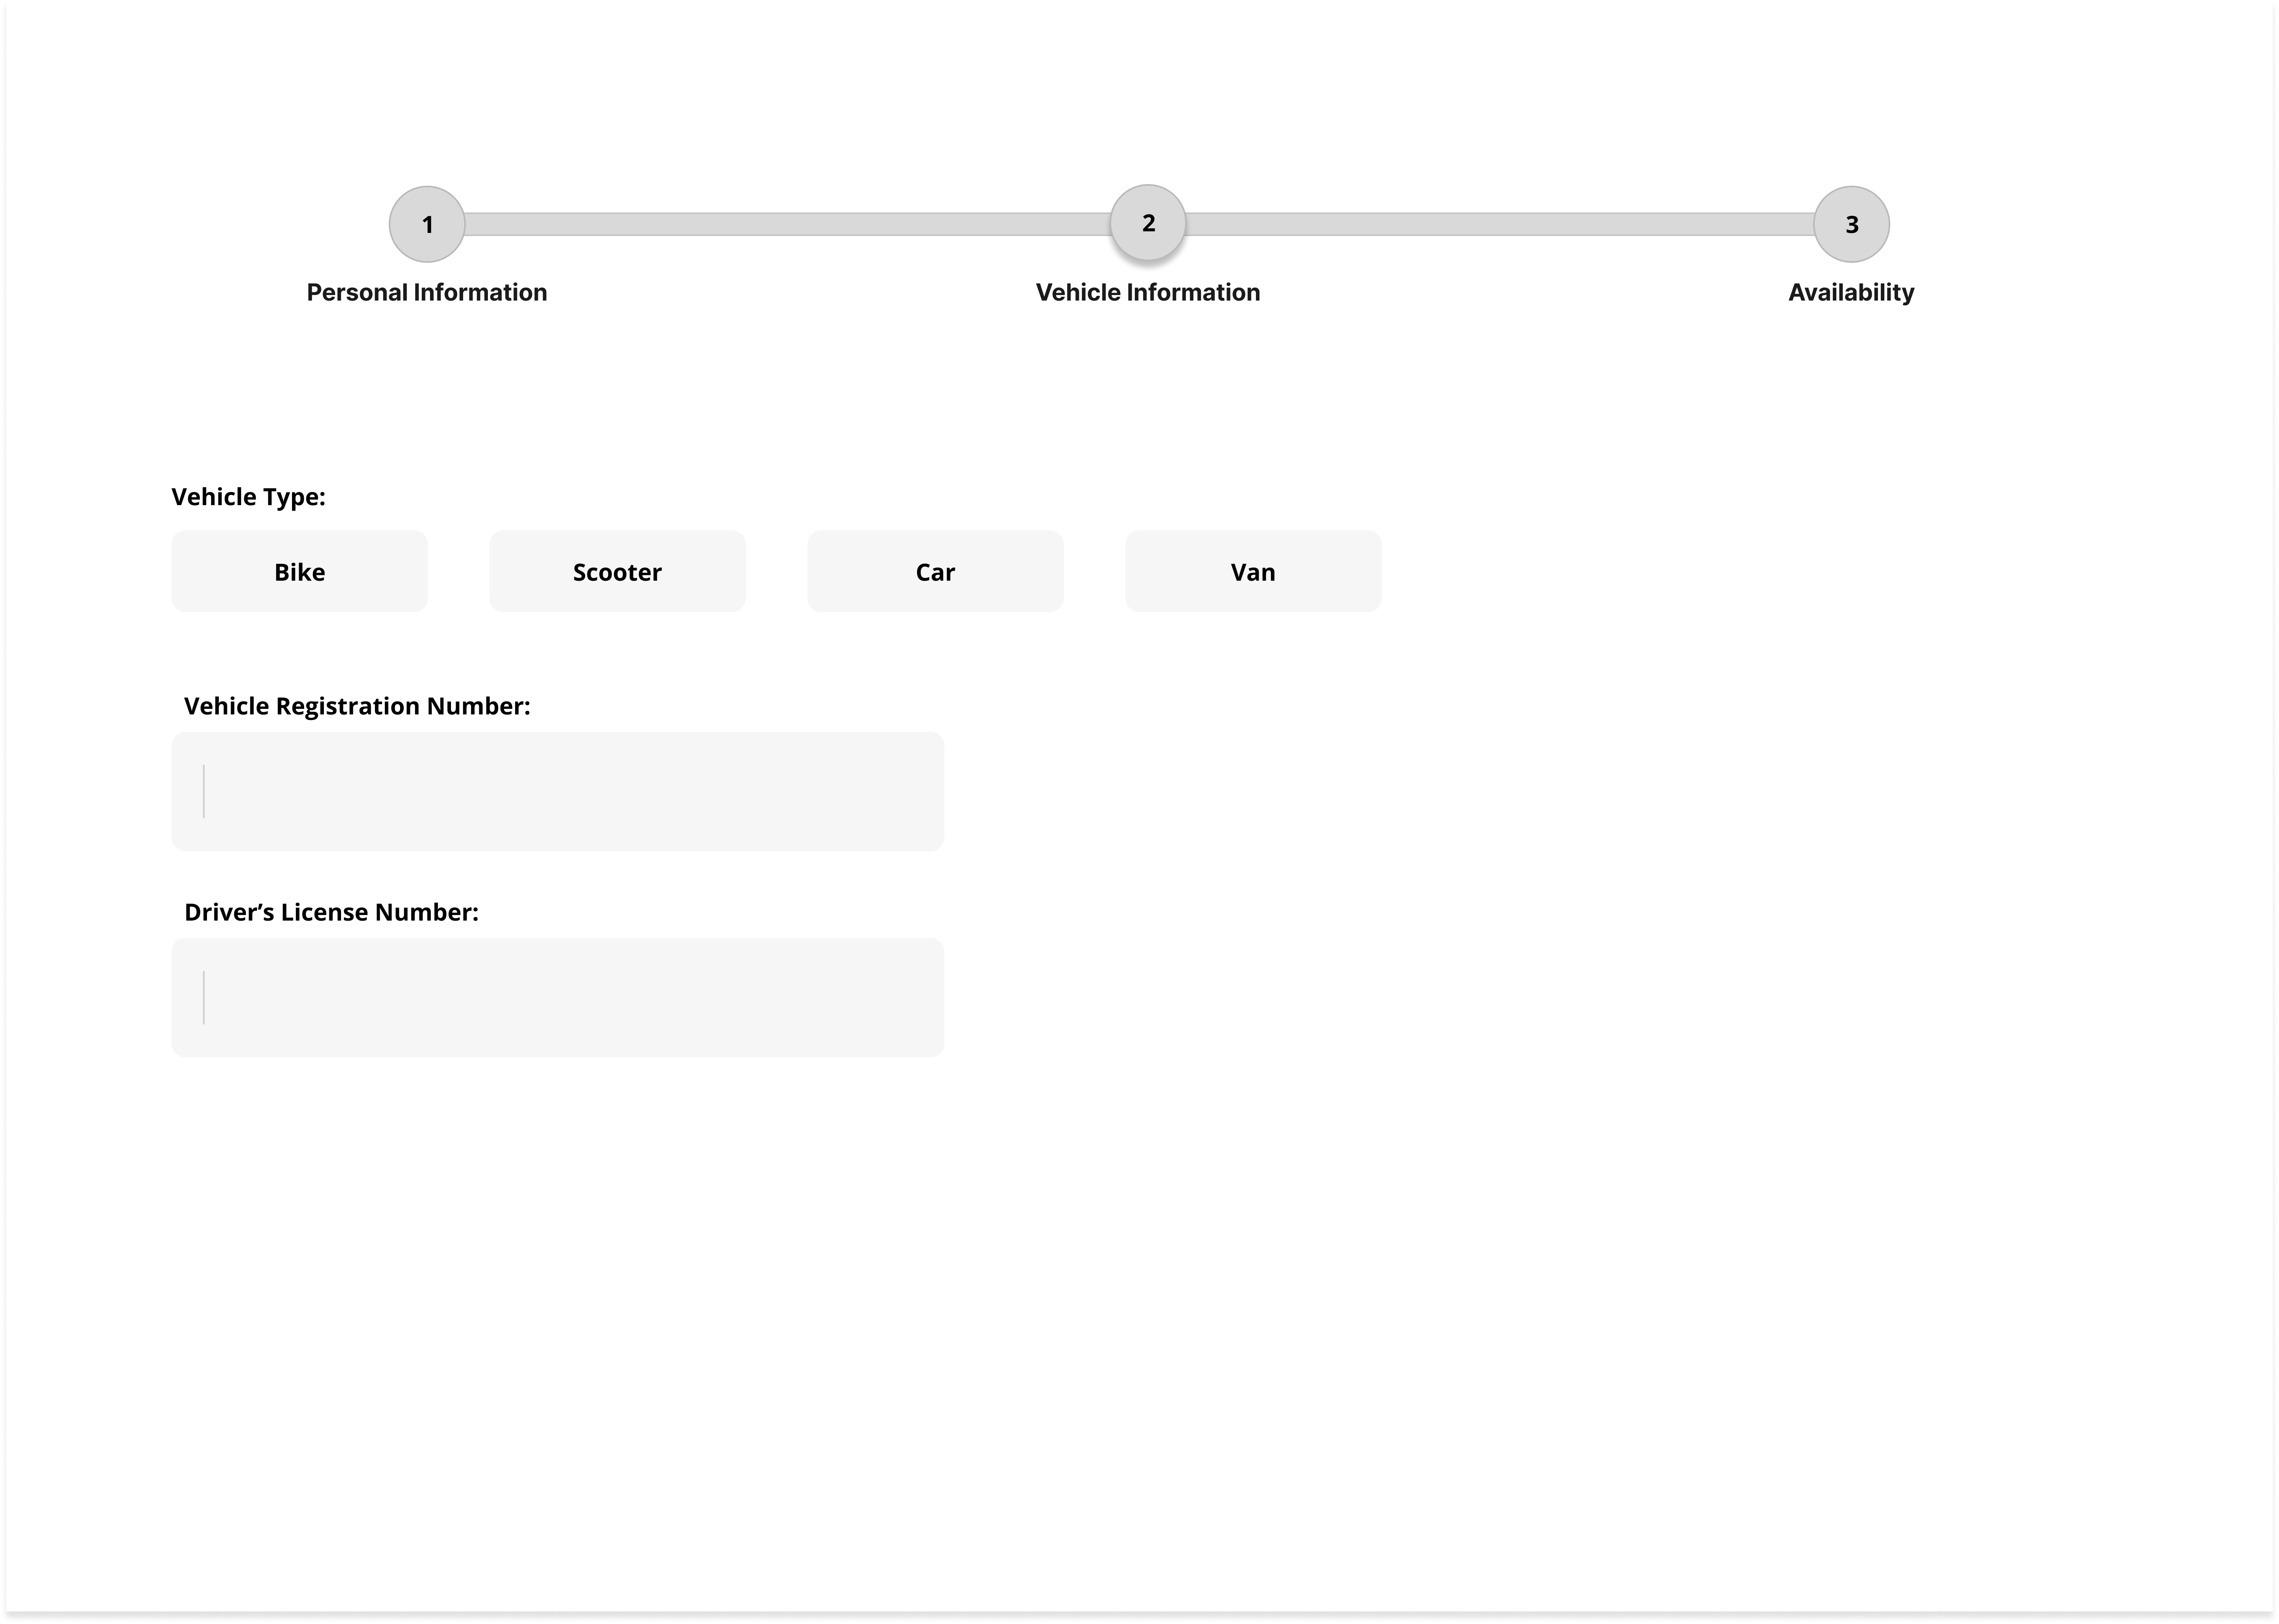 1
2
3
Personal Information
Vehicle Information
Availability
Vehicle Type:
Bike
Scooter
Car
Van
Vehicle Registration Number:
Driver’s License Number: